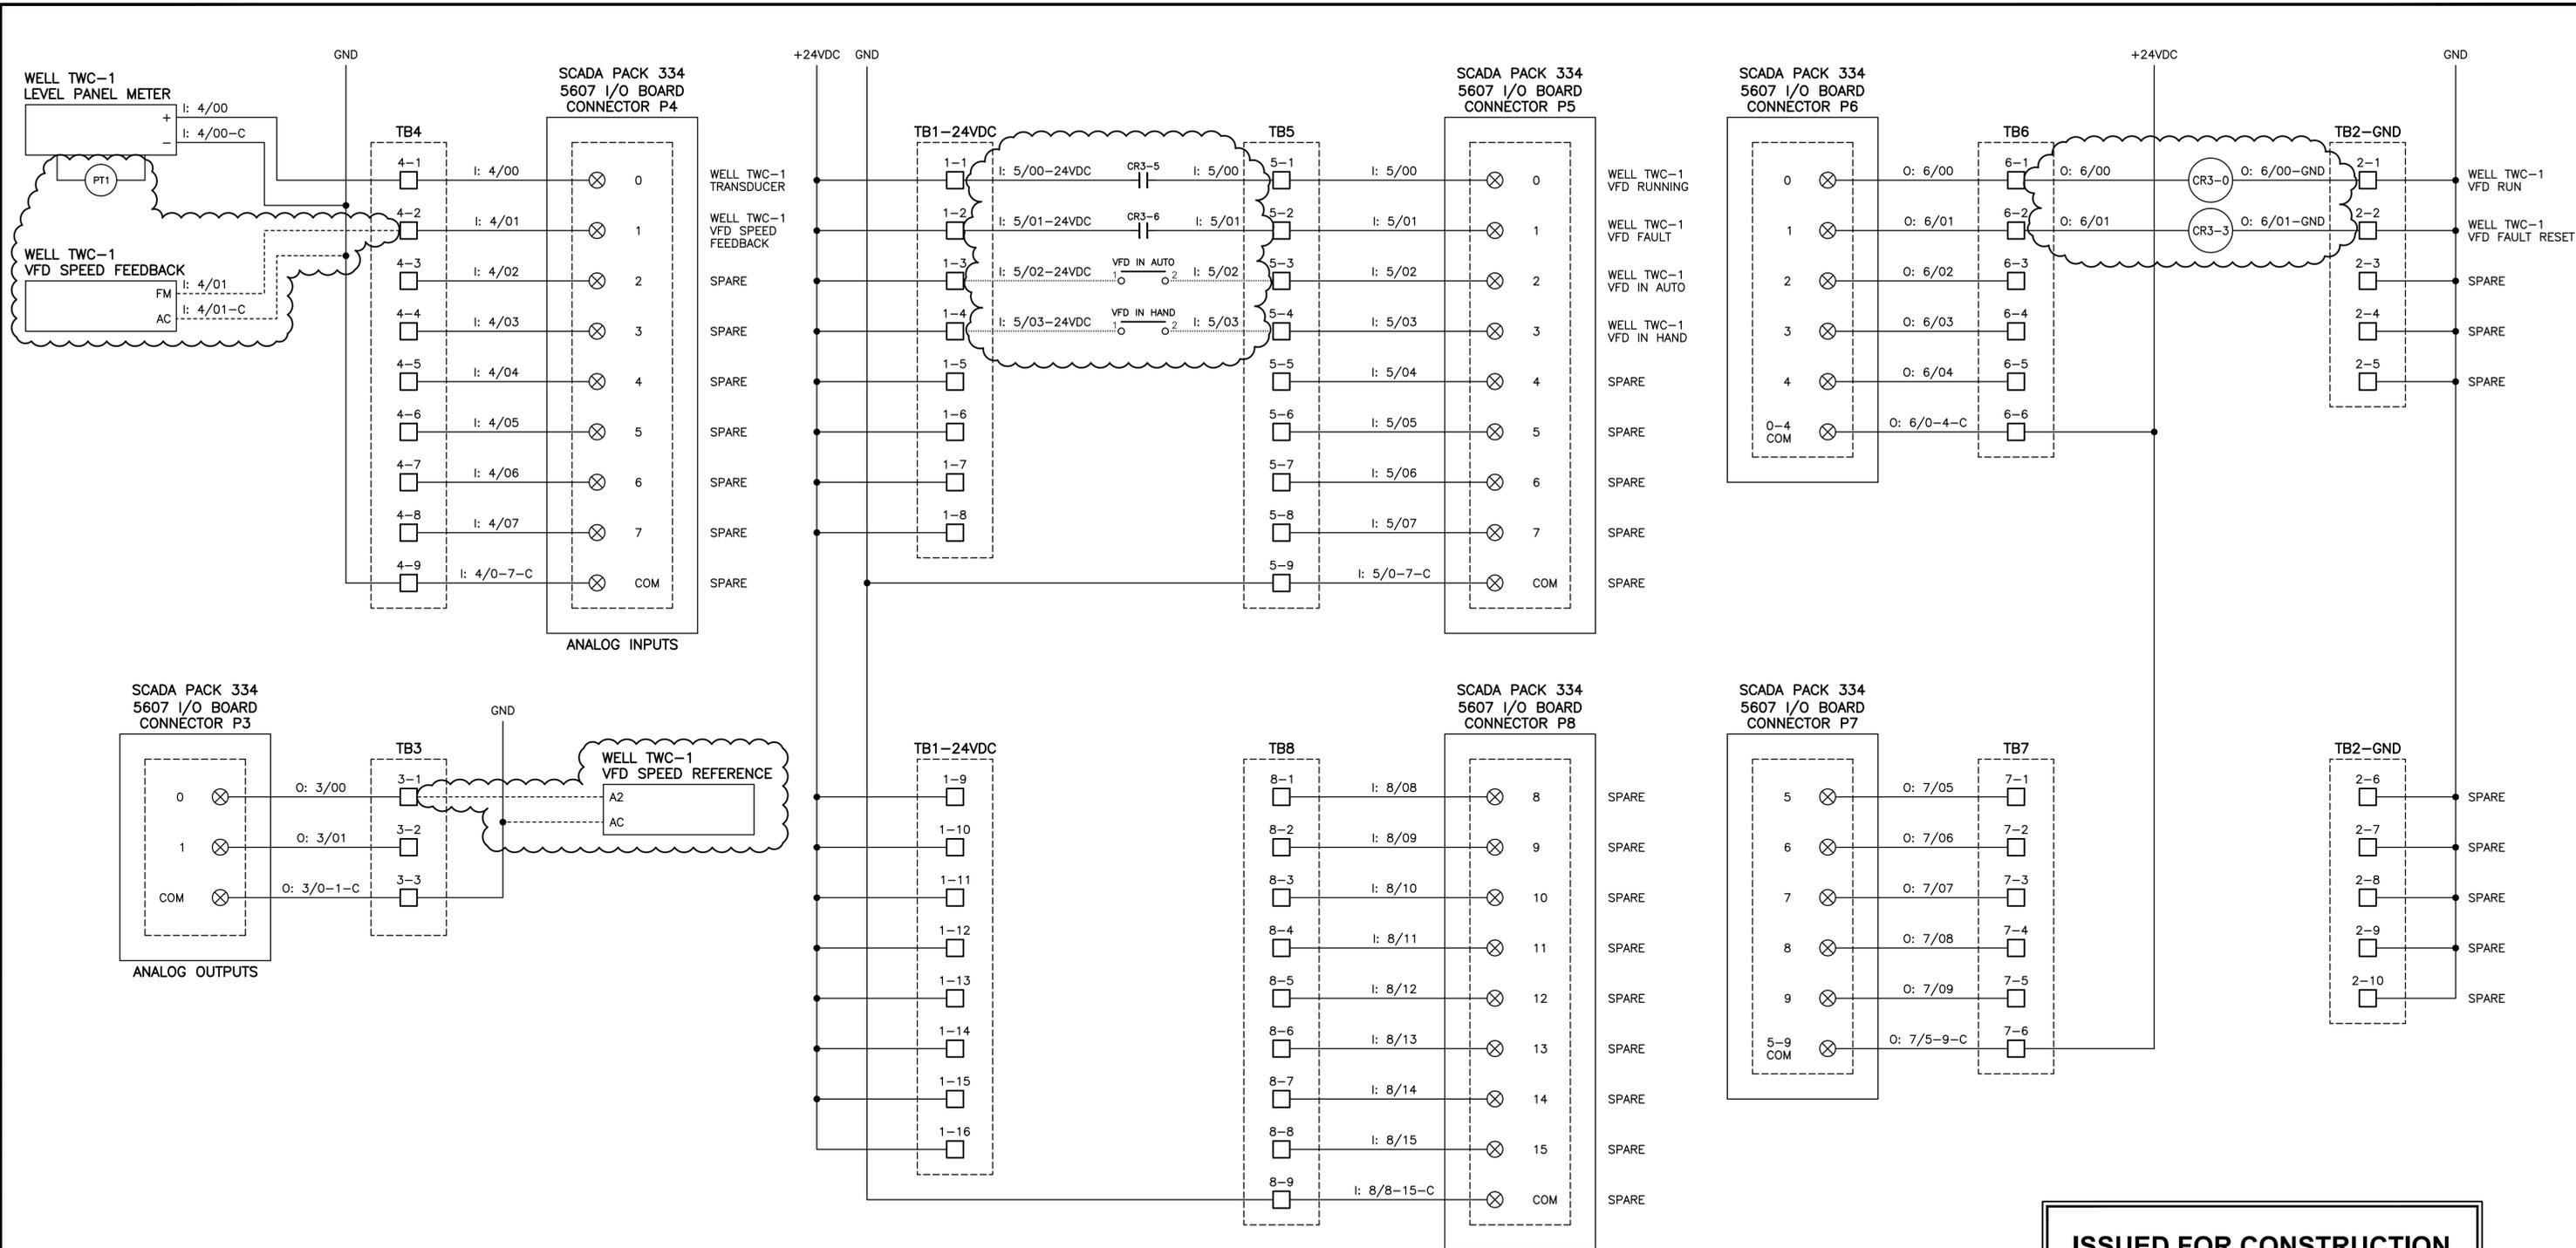 GND
WELL TWC-1
LEVEL PANEL METER
I: 4/00
+
I: 4/00-C
−
PT1
WELL TWC-1
VFD SPEED FEEDBACK
FM
I: 4/01
AC
I: 4/01-C
TB4
4-1
4-2
4-3
4-4
4-5
4-6
4-7
4-8
4-9
I: 4/00
I: 4/01
I: 4/02
I: 4/03
I: 4/04
I: 4/05
I: 4/06
I: 4/07
I: 4/0-7-C
SCADA PACK 334
5607 I/O BOARD
CONNECTOR P4
0
1
2
3
4
5
6
7
COM
ANALOG INPUTS
WELL TWC-1
TRANSDUCER
WELL TWC-1
VFD SPEED
FEEDBACK
SPARE
SPARE
SPARE
SPARE
SPARE
SPARE
SPARE
SCADA PACK 334
5607 I/O BOARD
CONNECTOR P3
0
1
COM
ANALOG OUTPUTS
O: 3/00
O: 3/01
O: 3/0-1-C
TB3
3-1
3-2
3-3
GND
WELL TWC-1
VFD SPEED REFERENCE
A2
AC
+24VDC
GND
TB1-24VDC
1-1
1-2
1-3
1-4
1-5
1-6
1-7
1-8
I: 5/00-24VDC
CR3-5
I: 5/00
I: 5/01-24VDC
CR3-6
I: 5/01
I: 5/02-24VDC
VFD IN AUTO
1
2
I: 5/02
I: 5/03-24VDC
VFD IN HAND
1
2
I: 5/03
TB5
5-1
5-2
5-3
5-4
5-5
5-6
5-7
5-8
5-9
I: 5/00
I: 5/01
I: 5/02
I: 5/03
I: 5/04
I: 5/05
I: 5/06
I: 5/07
I: 5/0-7-C
SCADA PACK 334
5607 I/O BOARD
CONNECTOR P5
0
1
2
3
4
5
6
7
COM
WELL TWC-1
VFD RUNNING
WELL TWC-1
VFD FAULT
WELL TWC-1
VFD IN AUTO
WELL TWC-1
VFD IN HAND
SPARE
SPARE
SPARE
SPARE
SPARE
TB1-24VDC
1-9
1-10
1-11
1-12
1-13
1-14
1-15
1-16
TB8
8-1
8-2
8-3
8-4
8-5
8-6
8-7
8-8
8-9
I: 8/08
I: 8/09
I: 8/10
I: 8/11
I: 8/12
I: 8/13
I: 8/14
I: 8/15
I: 8/8-15-C
SCADA PACK 334
5607 I/O BOARD
CONNECTOR P8
8
9
10
11
12
13
14
15
COM
SPARE
SPARE
SPARE
SPARE
SPARE
SPARE
SPARE
SPARE
SPARE
SCADA PACK 334
5607 I/O BOARD
CONNECTOR P6
0
1
2
3
4
0-4
COM
O: 6/00
O: 6/01
O: 6/02
O: 6/03
O: 6/04
O: 6/0-4-C
TB6
6-1
6-2
6-3
6-4
6-5
6-6
+24VDC
O: 6/00
CR3-0
O: 6/00-GND
O: 6/01
CR3-3
O: 6/01-GND
TB2-GND
2-1
2-2
2-3
2-4
2-5
GND
WELL TWC-1
VFD RUN
WELL TWC-1
VFD FAULT RESET
SPARE
SPARE
SPARE
SCADA PACK 334
5607 I/O BOARD
CONNECTOR P7
5
6
7
8
9
5-9
COM
O: 7/05
O: 7/06
O: 7/07
O: 7/08
O: 7/09
O: 7/5-9-C
TB7
7-1
7-2
7-3
7-4
7-5
7-6
TB2-GND
2-6
2-7
2-8
2-9
2-10
SPARE
SPARE
SPARE
SPARE
SPARE
ISSUED FOR CONSTRUCTION